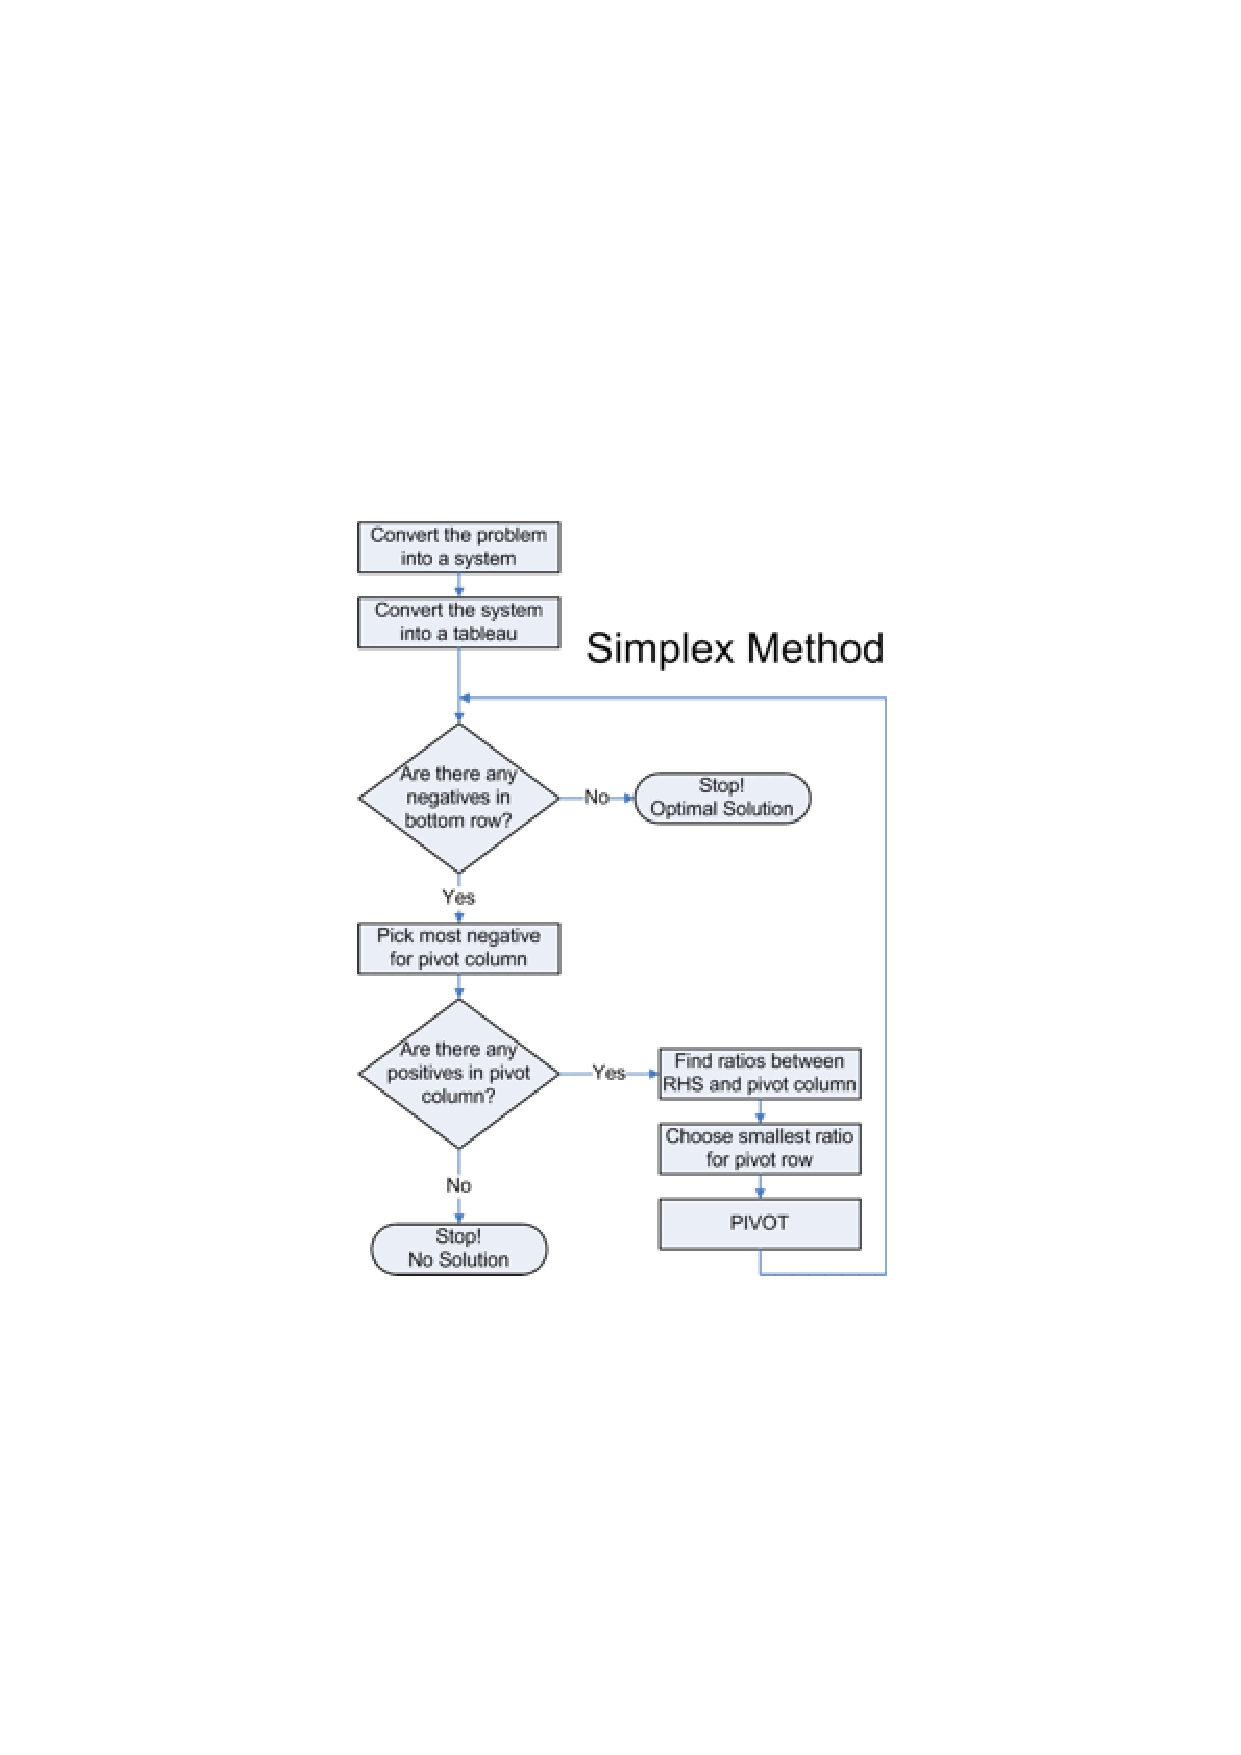 Convert the problem
into a system
Convert the system
into a tableau
Simplex Method
Are there any
negatives in
bottom row?
No
Stop!
Optimal Solution
Yes
Pick most negative
for pivot column
Are there any
positives in pivot
column?
Yes
Find ratios between
RHS and pivot column
Choose smallest ratio
for pivot row
PIVOT
No
Stop!
No Solution